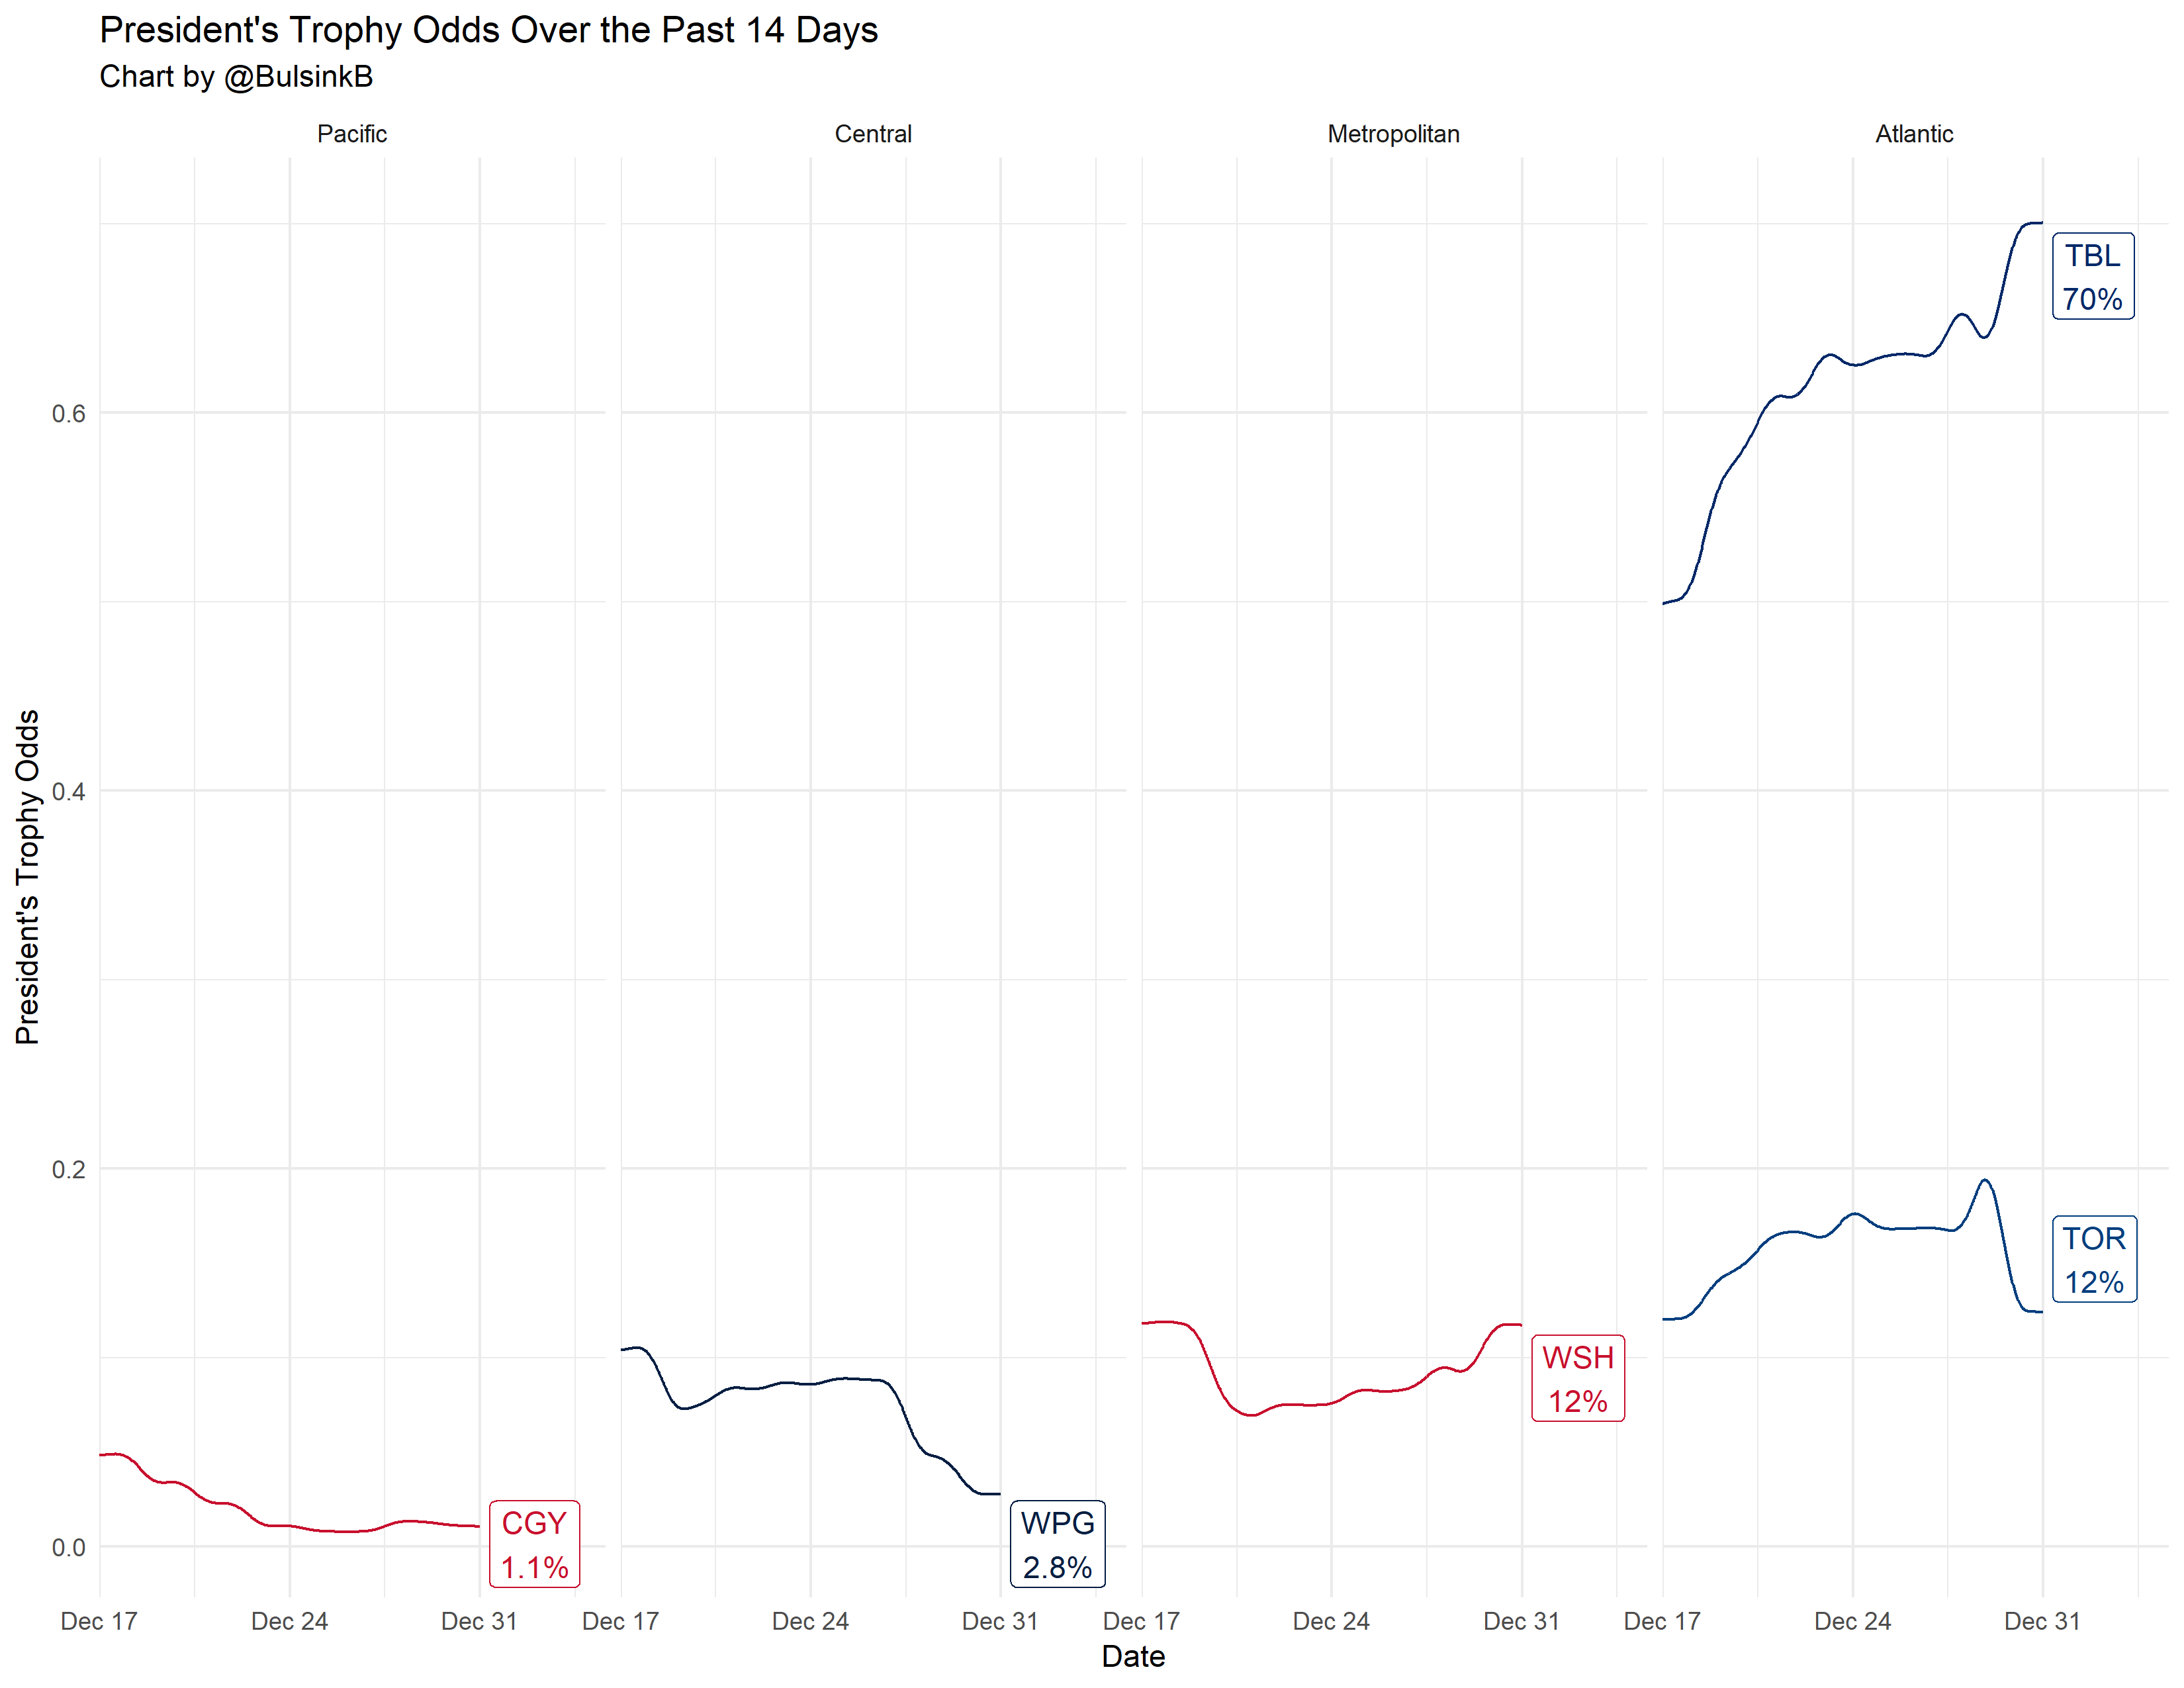 President's Trophy Odds Over the Past 14 Days
Chart by @BulsinkB
Pacific
Central
Metropolitan
Atlantic
President's Trophy Odds
0.6
0.4
0.2
0.0
TBL
70%
TOR
12%
WSH
12%
CGY
1.1%
WPG
2.8%
Dec 17
Dec 24
Dec 31
Dec 17
Dec 24
Dec 31
Dec 17
Dec 24
Dec 31
Dec 17
Dec 24
Dec 31
Date